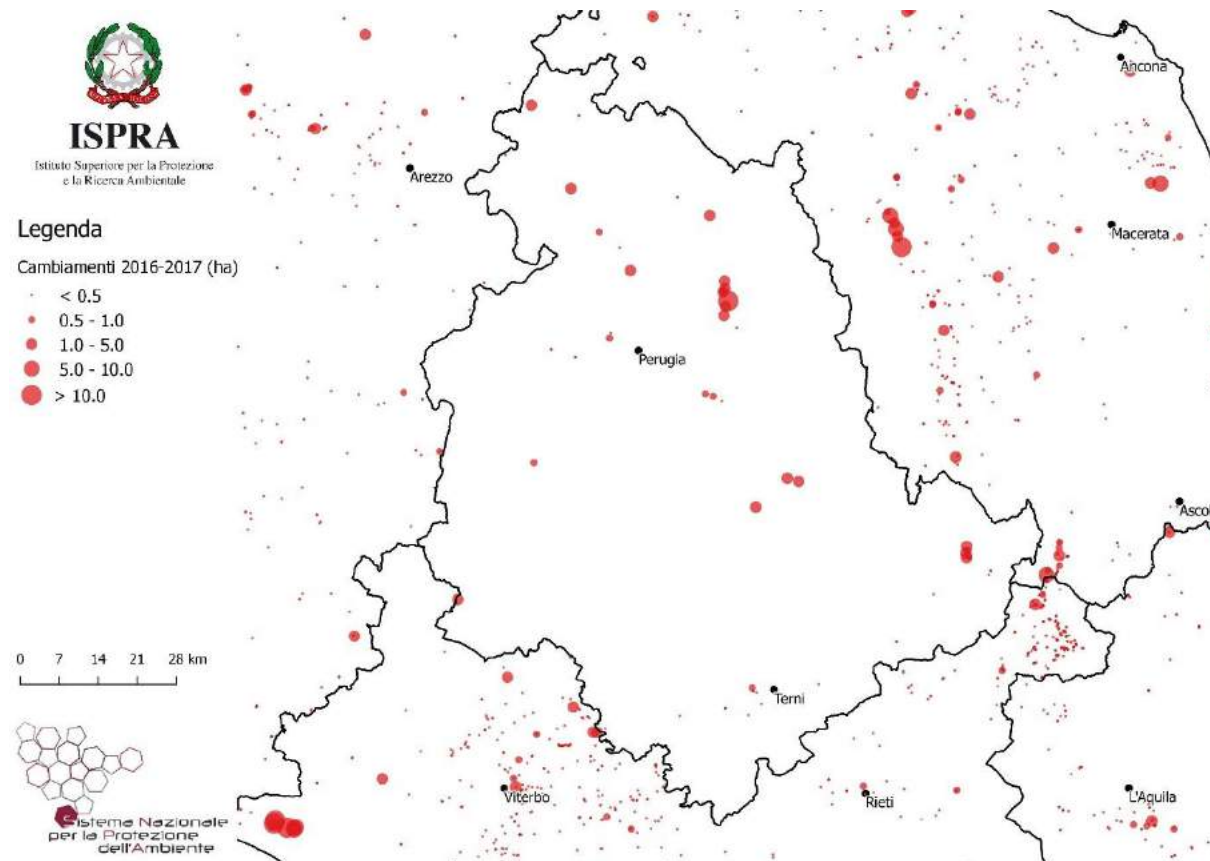 ISPRA
Istituto Superiore per la Protezione
e la Ricerca Ambientale
Legenda
Cambiamenti 2016-2017 (ha)
< 0.5
0.5 - 1.0
1.0 - 5.0
5.0 - 10.0
> 10.0
Ancona
Arezzo
Macerata
Perugia
Ascol
Terni
Viterbo
Rieti
L'Aquila
0 7 14 21 28 km
Sistema Nazionale
per la Protezione
dell'Ambiente